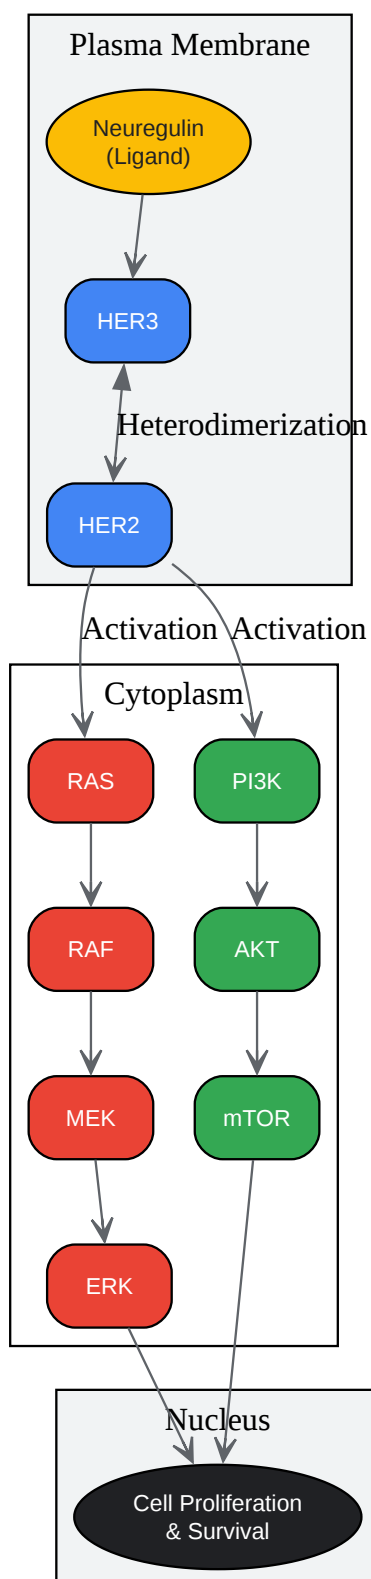 Plasma Membrane
Neuregulin
(Ligand)
HER3
Heterodimerization
HER2
Activation Activation
Cytoplasm
RAS PI3K
RAF AKT
MEK mTOR
ERK
Nucleus
Cell Proliferation
& Survival